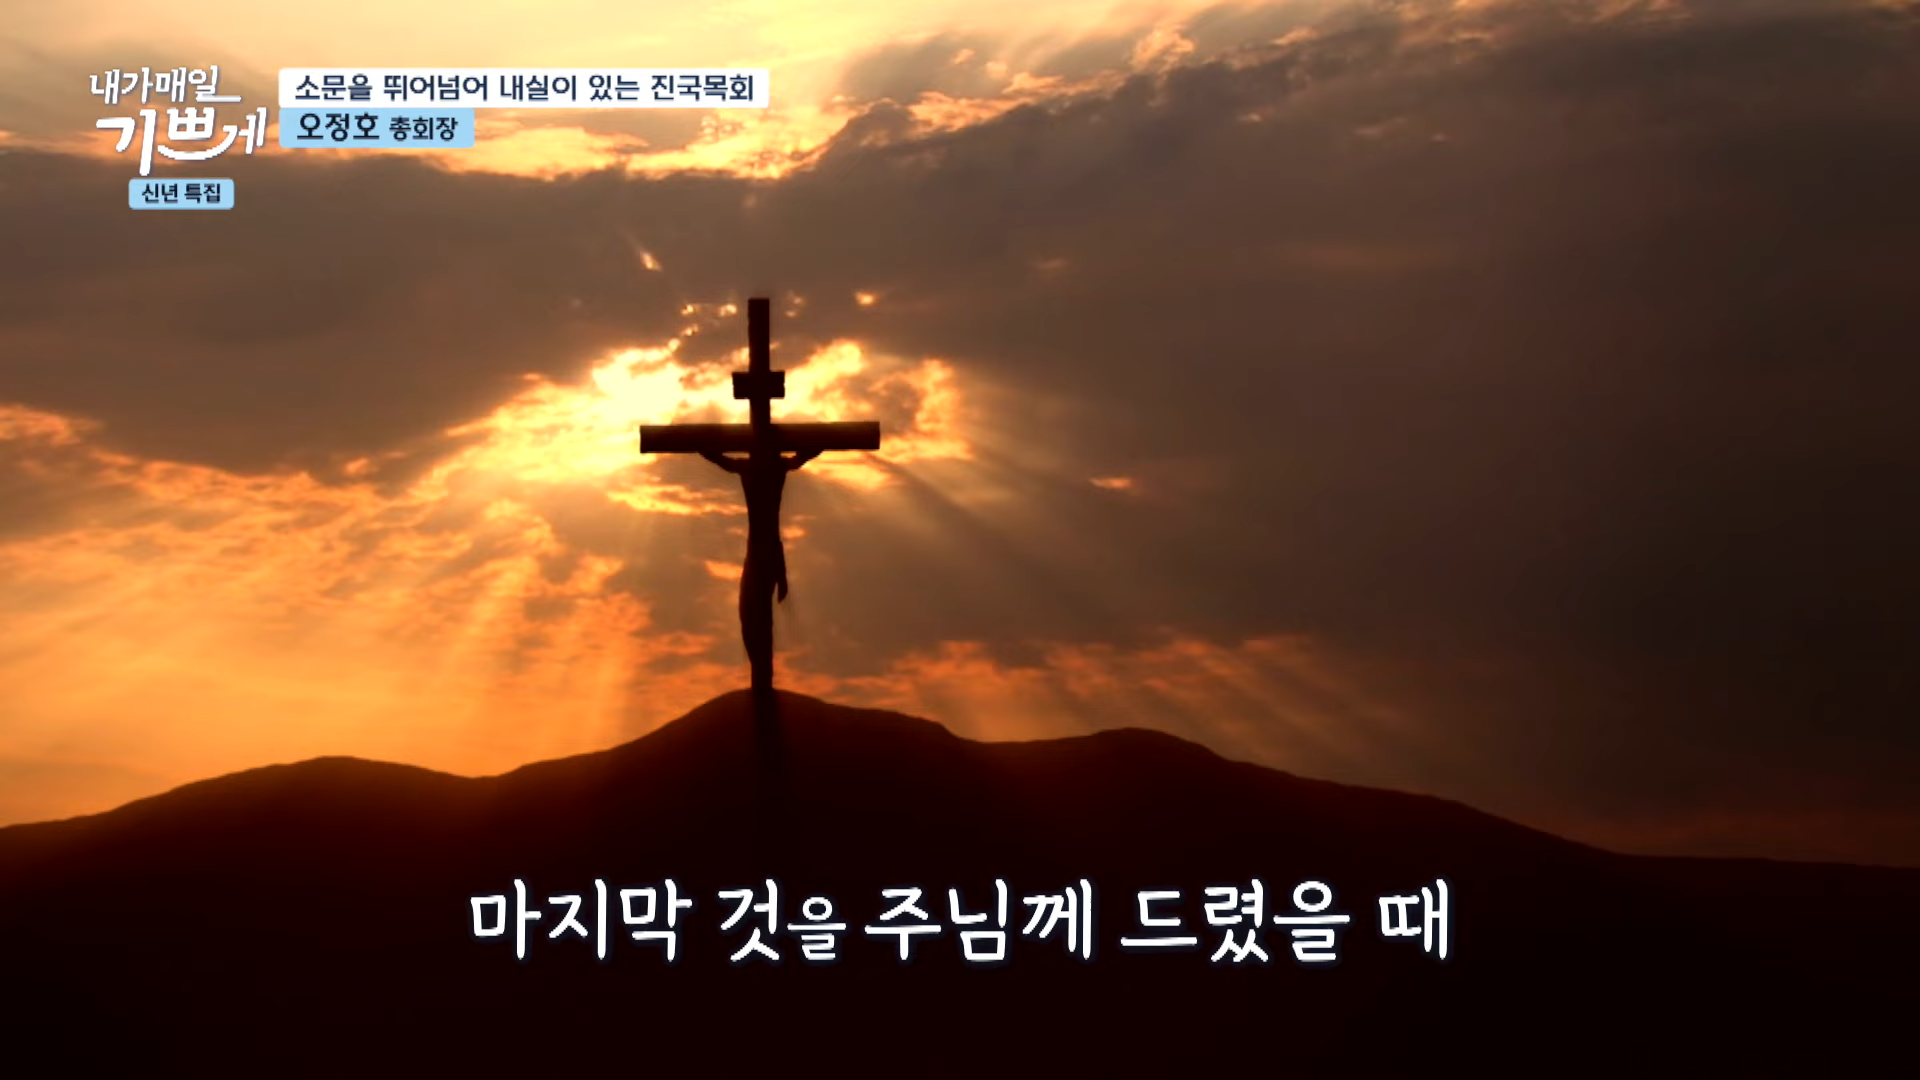 내가매일
기쁘게
신년 특집
소문을 뛰어넘어 내실이 있는 진국목회
오정호 총회장
마지막 것을 주님께 드렸을 때